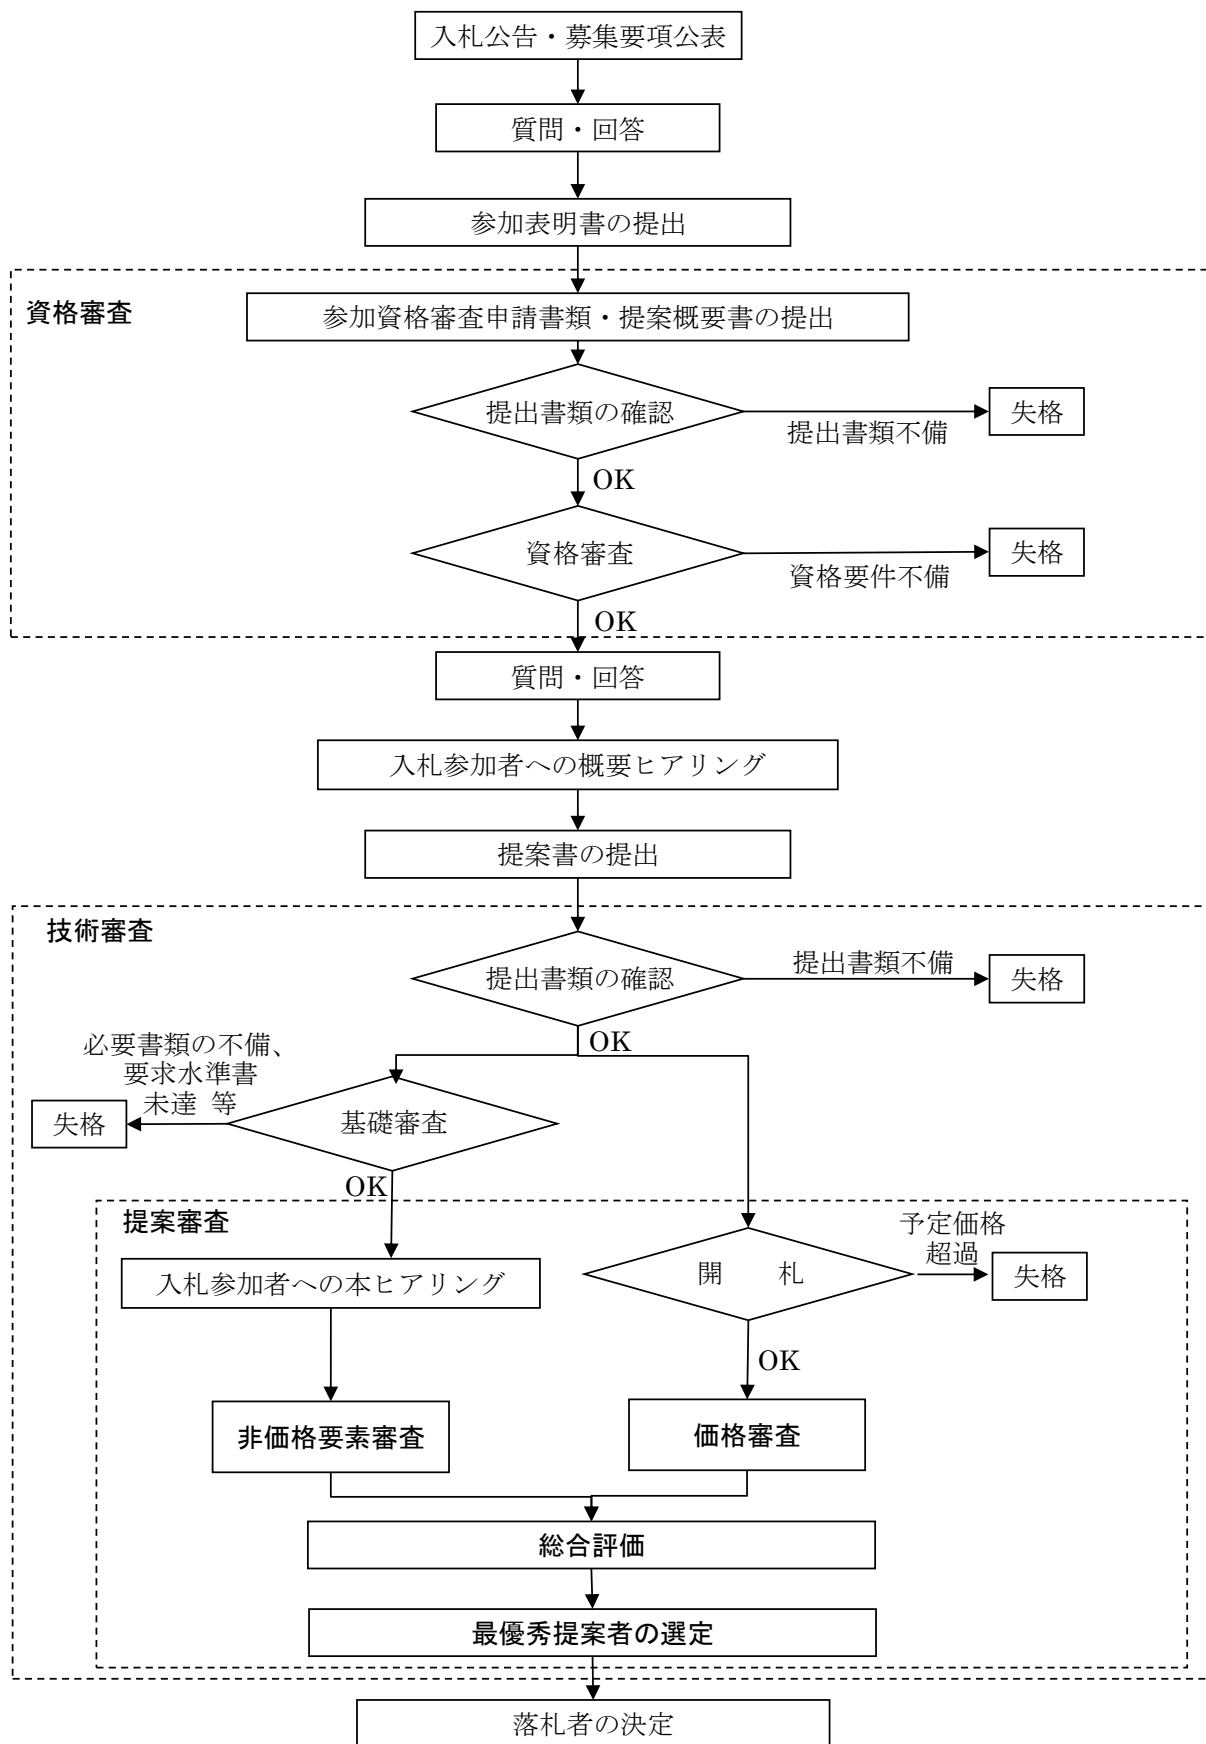 入札公告・募集要項公表
質問・回答
参加表明書の提出
資格審査
参加資格審査申請書類・提案概要書の提出
提出書類の確認
失格
提出書類不備
OK
資格審査
失格
資格要件不備
OK
質問・回答
入札参加者への概要ヒアリング
提案書の提出
技術審査
提出書類の確認
提出書類不備
失格
OK
必要書類の不備、
要求水準書
未達 等
失格
基礎審査
OK
提案審査
入札参加者への本ヒアリング
開　　札
予定価格
超過
失格
OK
非価格要素審査
価格審査
総合評価
最優秀提案者の選定
落札者の決定